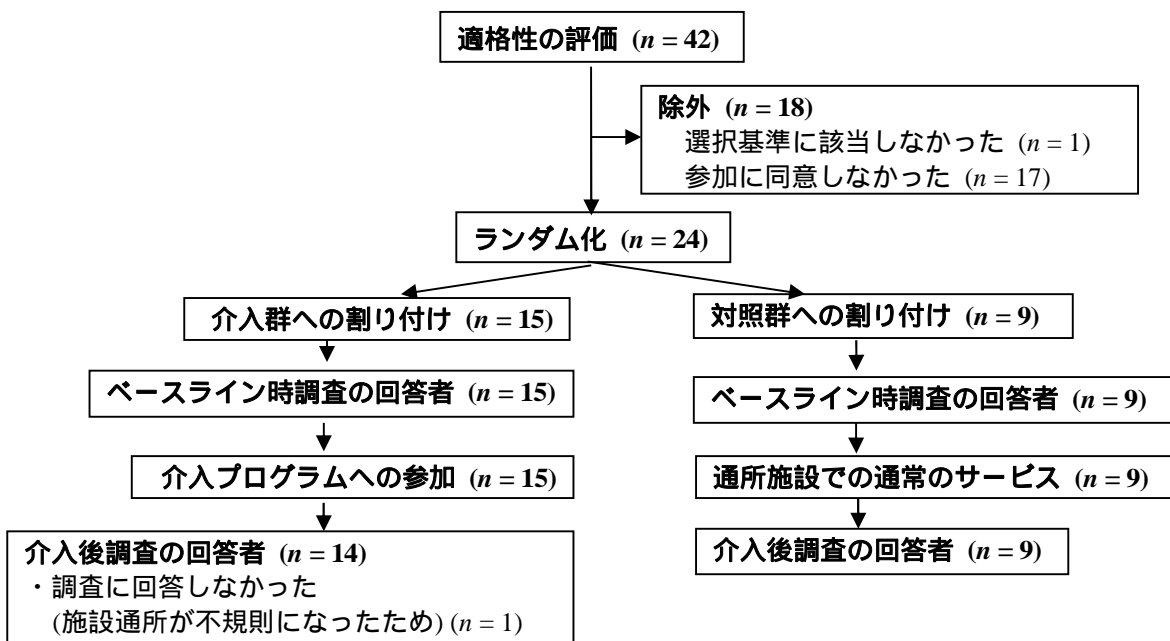 適格性の評価 (n = 42)
除外 (n = 18)
選択基準に該当しなかった (n = 1)
参加に同意しなかった (n = 17)
ランダム化 (n = 24)
介入群への割り付け (n = 15)
対照群への割り付け (n = 9)
ベースライン時調査の回答者 (n = 15)
ベースライン時調査の回答者 (n = 9)
介入プログラムへの参加 (n = 15)
通所施設での通常のサービス (n = 9)
介入後調査の回答者 (n = 14)
・調査に回答しなかった
(施設通所が不規則になったため) (n = 1)
介入後調査の回答者 (n = 9)